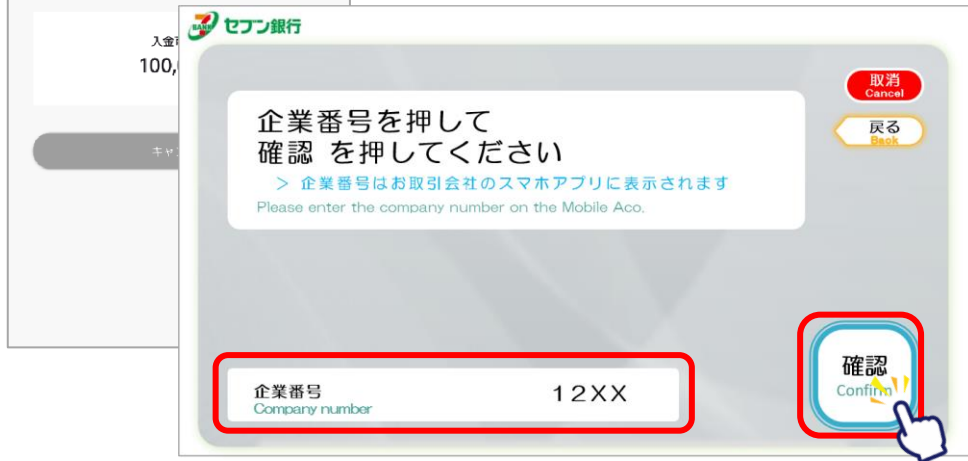 入金
100,
キャ
BANK セブン銀行
取消
Cancel
戻る
Back
企業番号を押して
確認 を押してください
> 企業番号はお取引会社のスマホアプリに表示されます
Please enter the company number on the Mobile Aco.
企業番号
Company number
12XX
確認
Confirm